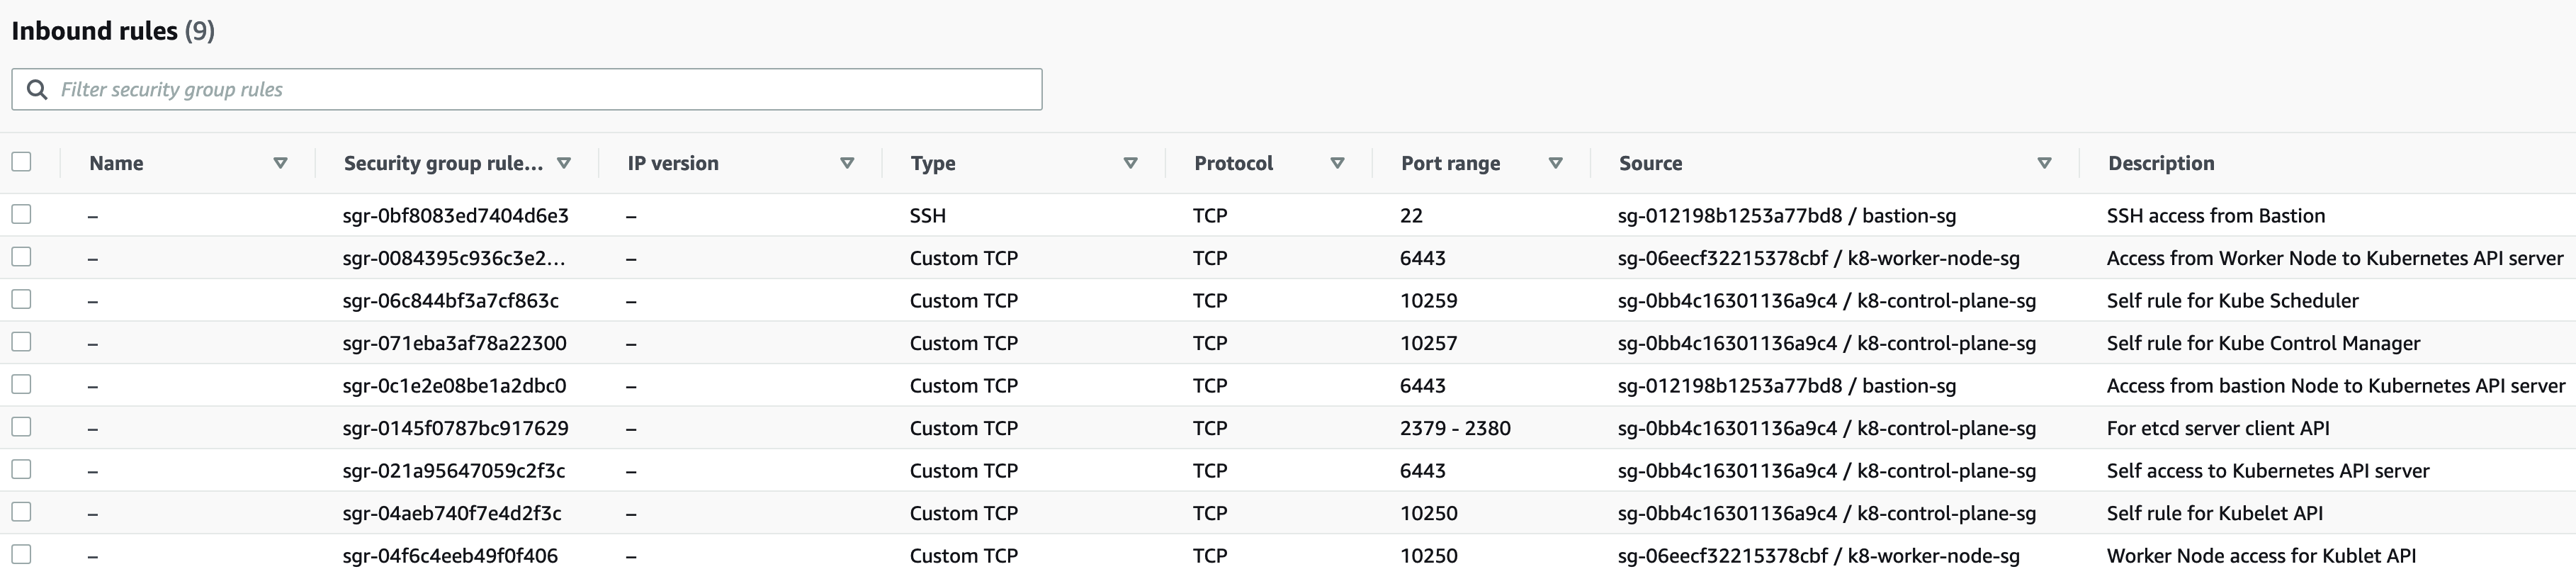 Inbound rules (9)
Filter security group rules
Name Security group rule... IP version Type Protocol Port range Source Description
– sgr-0bf8083ed7404d6e3 – SSH TCP 22 sg-012198b1253a77bd8 / bastion-sg SSH access from Bastion
– sgr-0084395c936c3e2... – Custom TCP TCP 6443 sg-06eecf32215378cbf / k8-worker-node-sg Access from Worker Node to Kubernetes API server
– sgr-06c844bf3a7cf863c – Custom TCP TCP 10259 sg-0bb4c16301136a9c4 / k8-control-plane-sg Self rule for Kube Scheduler
– sgr-071eba3af78a22300 – Custom TCP TCP 10257 sg-0bb4c16301136a9c4 / k8-control-plane-sg Self rule for Kube Control Manager
– sgr-0c1e2e08be1a2dbc0 – Custom TCP TCP 6443 sg-012198b1253a77bd8 / bastion-sg Access from bastion Node to Kubernetes API server
– sgr-0145f0787bc917629 – Custom TCP TCP 2379 - 2380 sg-0bb4c16301136a9c4 / k8-control-plane-sg For etcd server client API
– sgr-021a95647059c2f3c – Custom TCP TCP 6443 sg-0bb4c16301136a9c4 / k8-control-plane-sg Self access to Kubernetes API server
– sgr-04aeb740f7e4d2f3c – Custom TCP TCP 10250 sg-0bb4c16301136a9c4 / k8-control-plane-sg Self rule for Kubelet API
– sgr-04f6c4eeb49f0f406 – Custom TCP TCP 10250 sg-06eecf32215378cbf / k8-worker-node-sg Worker Node access for Kublet API